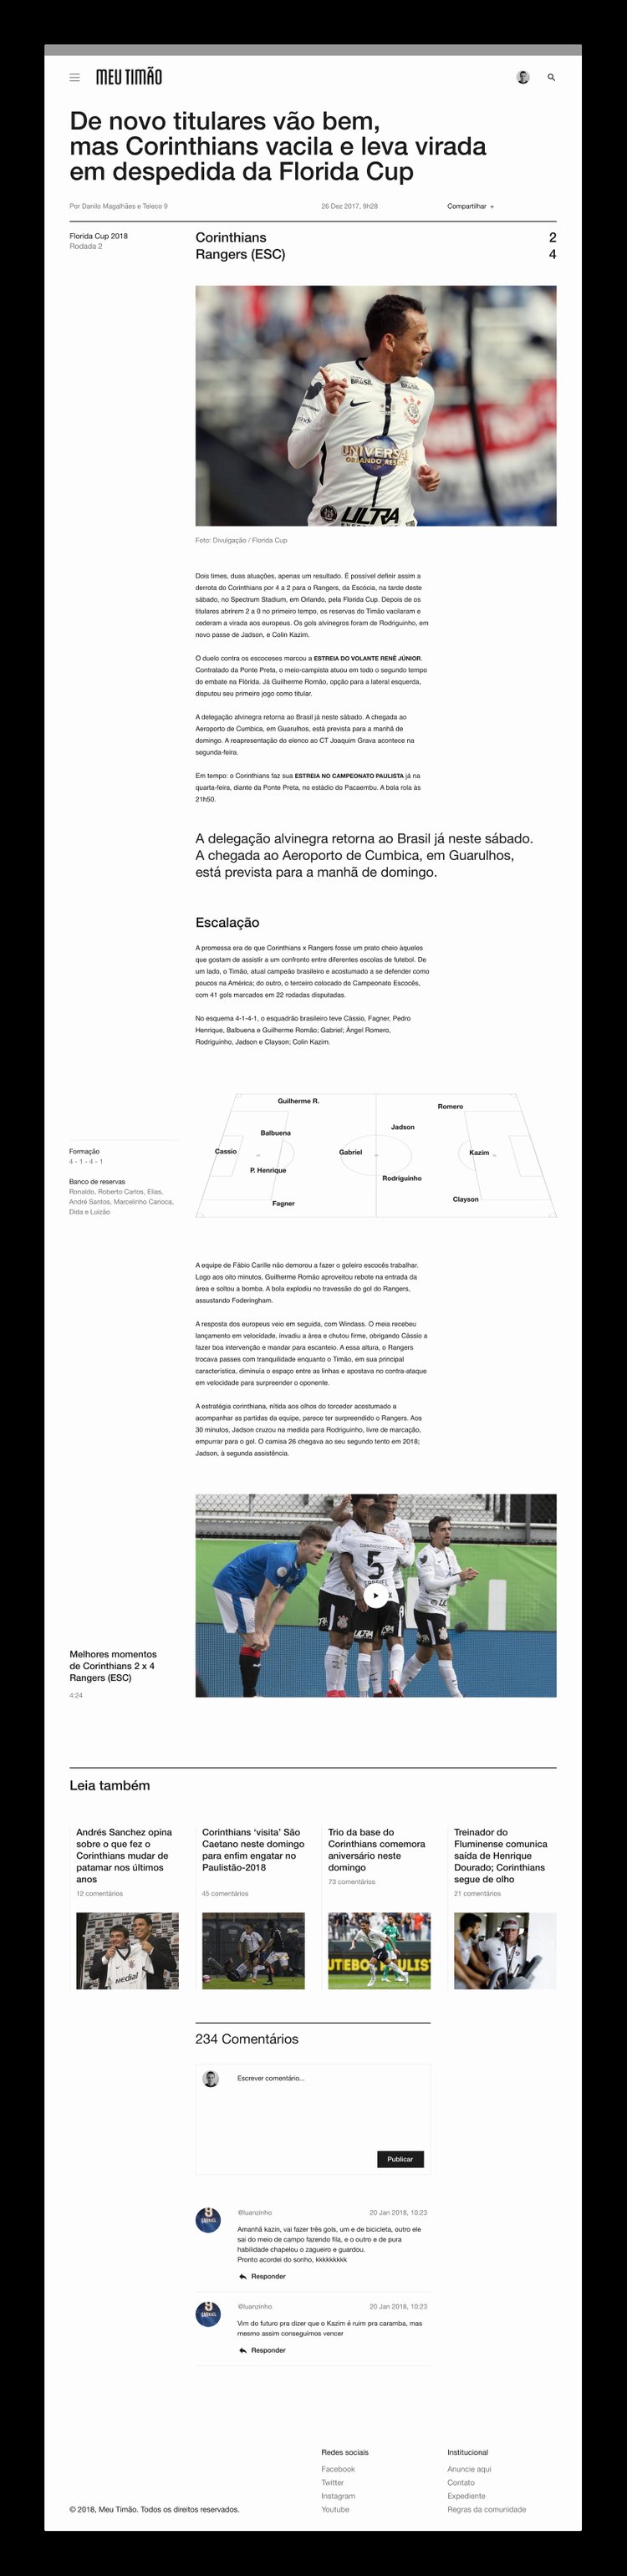 MEU TIMÃO
De novo titulares vão bem,
mas Corinthians vacila e leva virada
em despedida da Florida Cup
Por Danilo Magalhães e Teleco 9
26 Dez 2017, 9h28
Compartilhar +
Florida Cup 2018
Rodada 2
Corinthians 2
Rangers (ESC) 4
BRASIL
BRASIL
UNIVERSAL
ORLANDO RESORT
ULTRA
Foto: Divulgação / Florida Cup
Dois times, duas atuações, apenas um resultado. É possível definir assim a
derrota do Corinthians por 4 a 2 para o Rangers, da Escócia, na tarde deste
sábado, no Spectrum Stadium, em Orlando, pela Florida Cup. Depois de os
titulares abrirem 2 a 0 no primeiro tempo, os reservas do Timão vacilaram e
cederam a virada aos europeus. Os gols alvinegros foram de Rodriguinho, em
novo passe de Jadson, e Colin Kazim.
O duelo contra os escoceses marcou a ESTREIA DO VOLANTE RENÊ JÚNIOR.
Contratado da Ponte Preta, o meio-campista atuou em todo o segundo tempo
do embate na Flórida. Já Guilherme Romão, opção para a lateral esquerda,
disputou seu primeiro jogo como titular.
A delegação alvinegra retorna ao Brasil já neste sábado. A chegada ao
Aeroporto de Cumbica, em Guarulhos, está prevista para a manhã de
domingo. A reapresentação do elenco ao CT Joaquim Grava acontece na
segunda-feira.
Em tempo: o Corinthians faz sua ESTREIA NO CAMPEONATO PAULISTA já na
quarta-feira, diante da Ponte Preta, no estádio do Pacaembu. A bola rola às
21h50.
A delegação alvinegra retorna ao Brasil já neste sábado.
A chegada ao Aeroporto de Cumbica, em Guarulhos,
está prevista para a manhã de domingo.
Escalação
A promessa era de que Corinthians x Rangers fosse um prato cheio àqueles
que gostam de assistir a um confronto entre diferentes escolas de futebol. De
um lado, o Timão, atual campeão brasileiro e acostumado a se defender como
poucos na América; do outro, o terceiro colocado do Campeonato Escocês,
com 41 gols marcados em 22 rodadas disputadas.
No esquema 4-1-4-1, o esquadrão brasileiro teve Cássio, Fagner, Pedro
Henrique, Balbuena e Guilherme Romão; Gabriel; Ángel Romero,
Rodriguinho, Jadson e Clayson; Colin Kazim.
Formação
4 - 1 - 4 - 1
Banco de reservas
Ronaldo, Roberto Carlos, Elias,
André Santos, Marcelinho Carioca,
Dida e Luizão
Guilherme R.
Romero
Balbuena
Jadson
Cassio
Gabriel
Kazim
P. Henrique
Rodriguinho
Fagner
Clayson
A equipe de Fábio Carille não demorou a fazer o goleiro escocês trabalhar.
Logo aos oito minutos, Guilherme Romão aproveitou rebote na entrada da
área e soltou a bomba. A bola explodiu no travessão do gol do Rangers,
assustando Foderingham.
A resposta dos europeus veio em seguida, com Windass. O meia recebeu
lançamento em velocidade, invadiu a área e chutou firme, obrigando Cássio a
fazer boa intervenção e mandar para escanteio. A essa altura, o Rangers
trocava passes com tranquilidade enquanto o Timão, em sua principal
característica, diminuía o espaço entre as linhas e apostava no contra-ataque
em velocidade para surpreender o oponente.
A estratégia corinthiana, nítida aos olhos do torcedor acostumado a
acompanhar as partidas da equipe, parece ter surpreendido o Rangers. Aos
30 minutos, Jadson cruzou na medida para Rodriguinho, livre de marcação,
empurrar para o gol. O camisa 26 chegava ao seu segundo tento em 2018;
Jadson, à segunda assistência.
5
Melhores momentos
de Corinthians 2 x 4
Rangers (ESC)
4:24
Leia também
Andrés Sanchez opina
sobre o que fez o
Corinthians mudar de
patamar nos últimos
anos
12 comentários
Medial
Corinthians ‘visita’ São
Caetano neste domingo
para enfim engatar no
Paulistão-2018
45 comentários
Trio da base do
Corinthians comemora
aniversário neste
domingo
73 comentários
UTEBO PAULIST
Treinador do
Fluminense comunica
saída de Henrique
Dourado; Corinthians
segue de olho
21 comentários
234 Comentários
Escrever comentário...
Publicar
@luanzinho
20 Jan 2018, 10:23
Amanhã kazin, vai fazer três gols, um e de bicicleta, outro ele
sai do meio de campo fazendo fila, e o outro e de pura
habilidade chapelou o zagueiro e guardou.
Pronto acordei do sonho, kkkkkkkkk
Responder
@luanzinho
20 Jan 2018, 10:23
Vim do futuro pra dizer que o Kazim é ruim pra caramba, mas
mesmo assim conseguimos vencer
Responder
Redes sociais
Facebook
Twitter
Instagram
Youtube
Institucional
Anuncie aqui
Contato
Expediente
Regras da comunidade
© 2018, Meu Timão. Todos os direitos reservados.